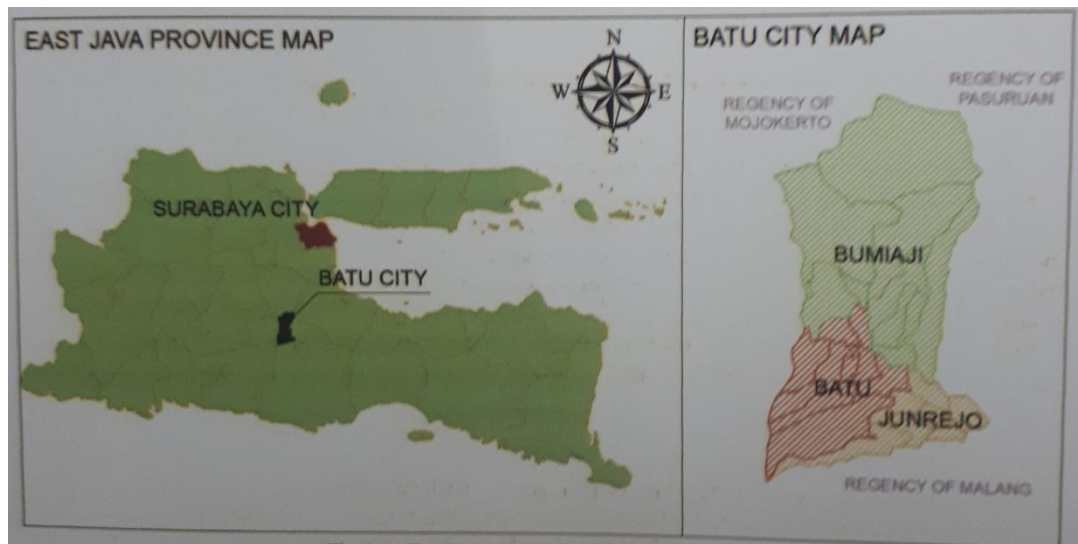 EAST JAVA PROVINCE MAP
N
W
E
S
SURABAYA CITY
BATU CITY
BATU CITY MAP
REGENCY OF
PASURUAN
REGENCY OF
MOJOKERTO
BUMIAJI
BATU
JUNREJO
REGENCY OF MALANG